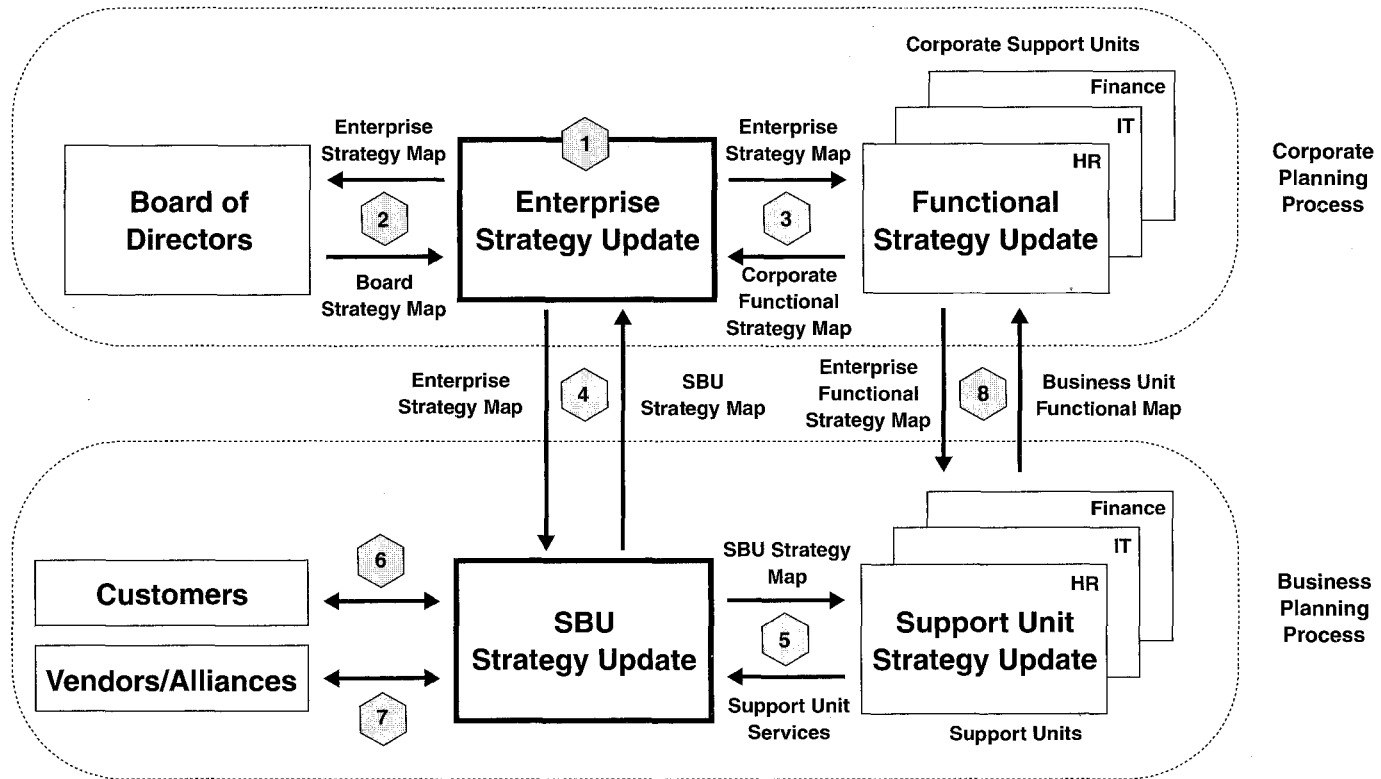 Corporate Support Units
Finance
IT
HR
Enterprise
Strategy Map
1
Enterprise
Strategy Map
Board of
Directors
2
Enterprise
Strategy Update
3
Functional
Strategy Update
Corporate
Planning
Process
Board
Strategy Map
Corporate
Functional
Strategy Map
Enterprise
Strategy Map
4
SBU
Strategy Map
Enterprise
Functional
Strategy Map
8
Business Unit
Functional Map
Finance
IT
HR
6
SBU Strategy
Map
Customers
SBU
Strategy Update
5
Support Unit
Strategy Update
Business
Planning
Process
Vendors/Alliances
7
Support Unit
Services
Support Units